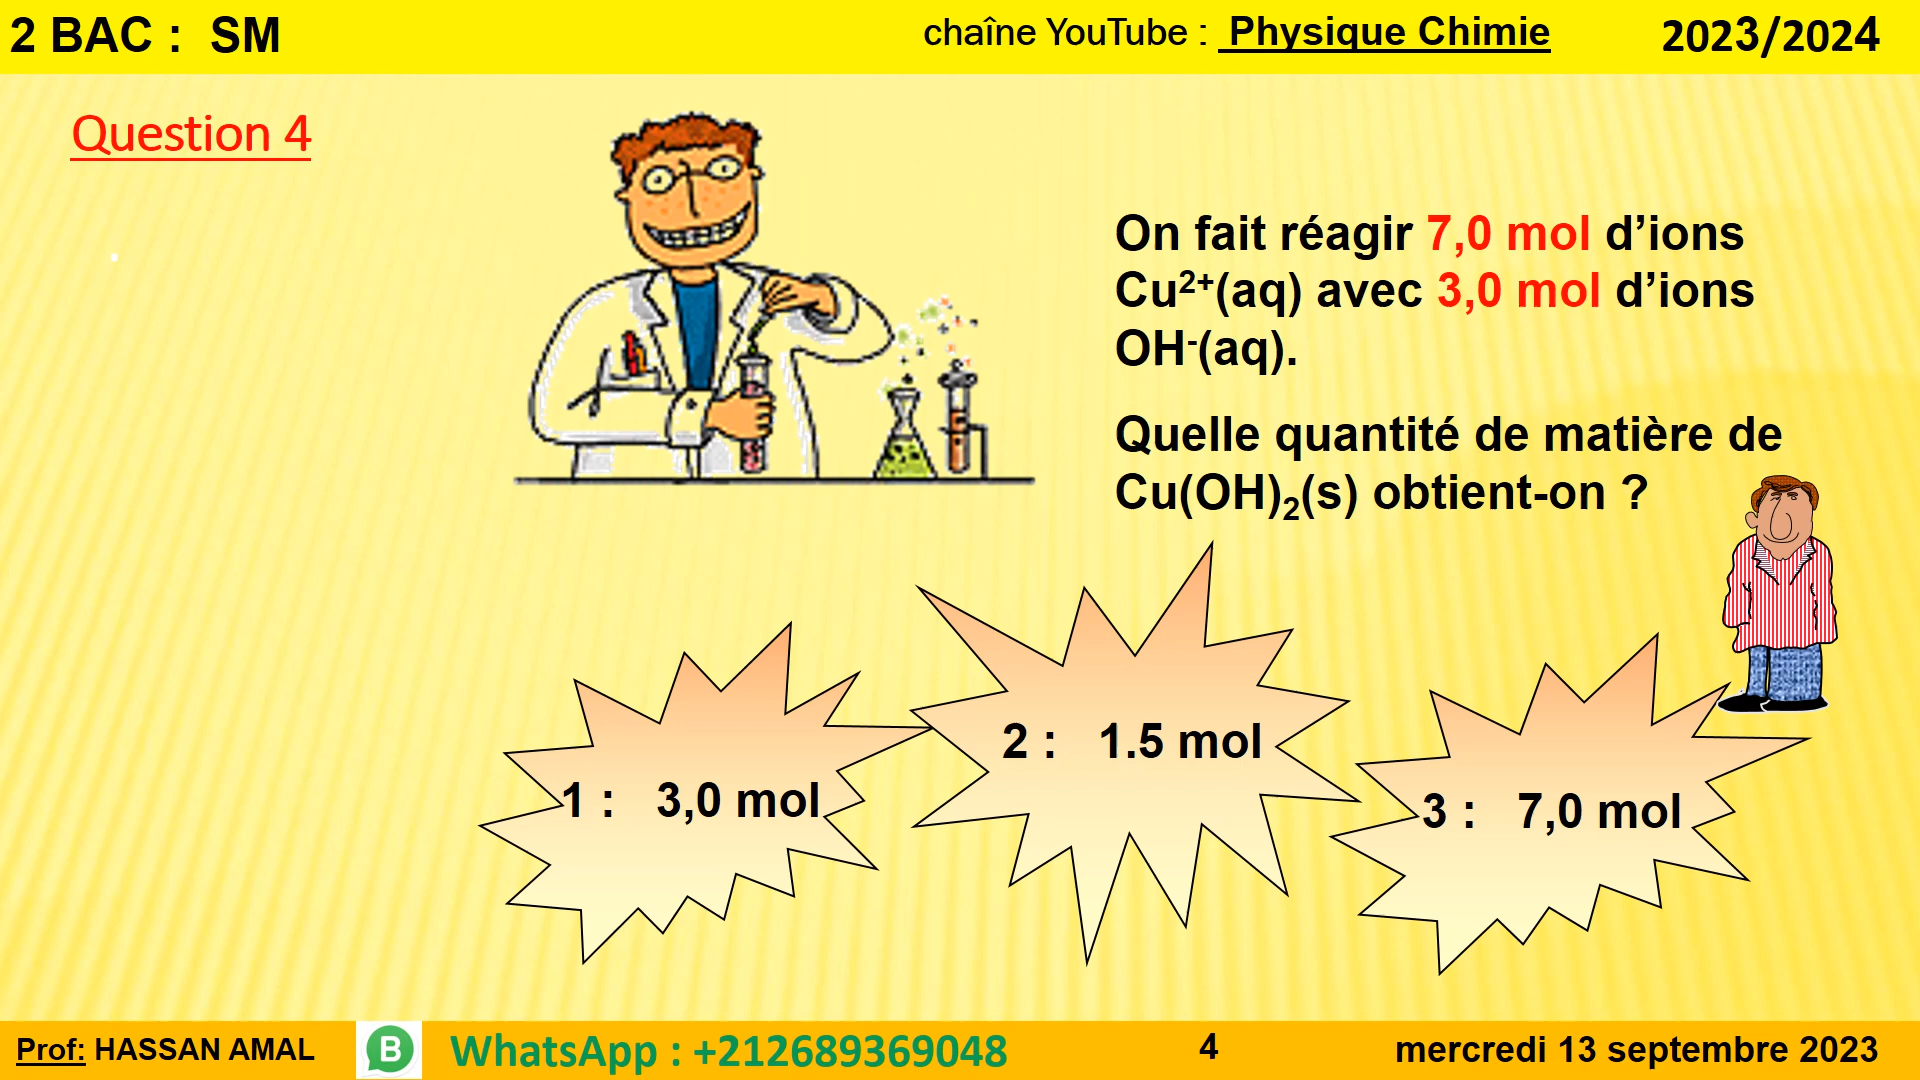 2 BAC : SM
chaîne YouTube : Physique Chimie
2023/2024
Question 4
On fait réagir 7,0 mol d’ions
Cu²⁺(aq) avec 3,0 mol d’ions
OH⁻(aq).
Quelle quantité de matière de
Cu(OH)₂(s) obtient-on ?
1 : 3,0 mol
2 : 1.5 mol
3 : 7,0 mol
Prof: HASSAN AMAL
B
WhatsApp : +212689369048
4
mercredi 13 septembre 2023